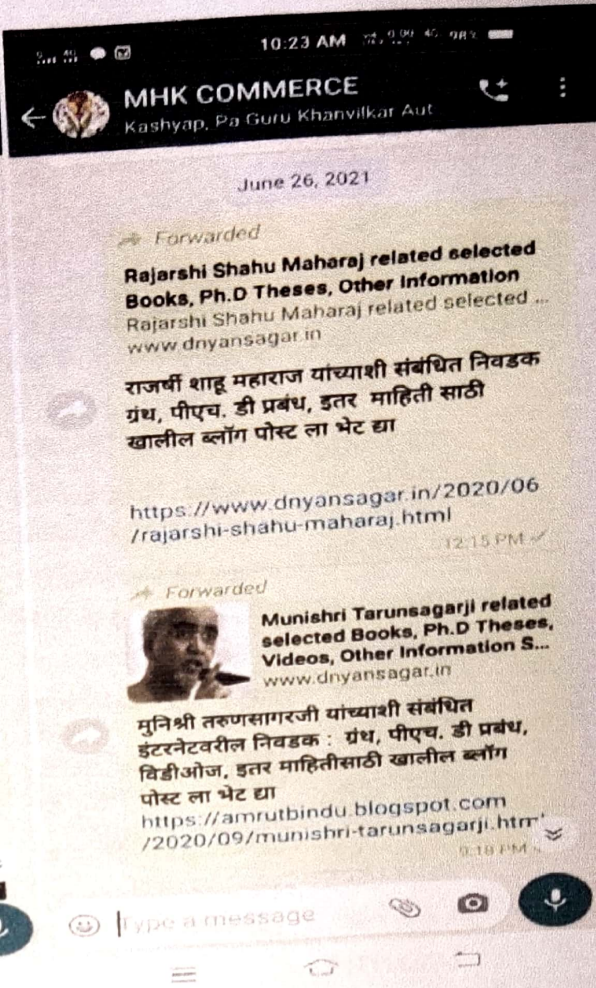 10:23 AM
MHK COMMERCE
Kashyap, Pa Guru Khanvilkar Aut
June 26, 2021
Forwarded
Rajarshi Shahu Maharaj related selected
Books, Ph.D Theses, Other Information
Rajarshi Shahu Maharaj related selected ...
www.dnyansagar.in
राजर्षी शाहू महाराज यांच्याशी संबंधित निवडक
ग्रंथ, पीएच. डी प्रबंध, इतर माहिती साठी
खालील ब्लॉग पोस्ट ला भेट द्या
https://www.dnyansagar.in/2020/06
/rajarshi-shahu-maharaj.html
12:15 PM
Forwarded
Munishri Tarunsagarji related
selected Books, Ph.D Theses,
Videos, Other Information S...
www.dnyansagar.in
मुनिश्री तरुणसागरजी यांच्याशी संबंधित
इंटरनेटवरील निवडक : ग्रंथ, पीएच. डी प्रबंध,
विडीओज, इतर माहितीसाठी खालील ब्लॉग
पोस्ट ला भेट द्या
https://amrutbindu.blogspot.com
/2020/09/munishri-tarunsagarji.htm
9:18 PM
Type a message